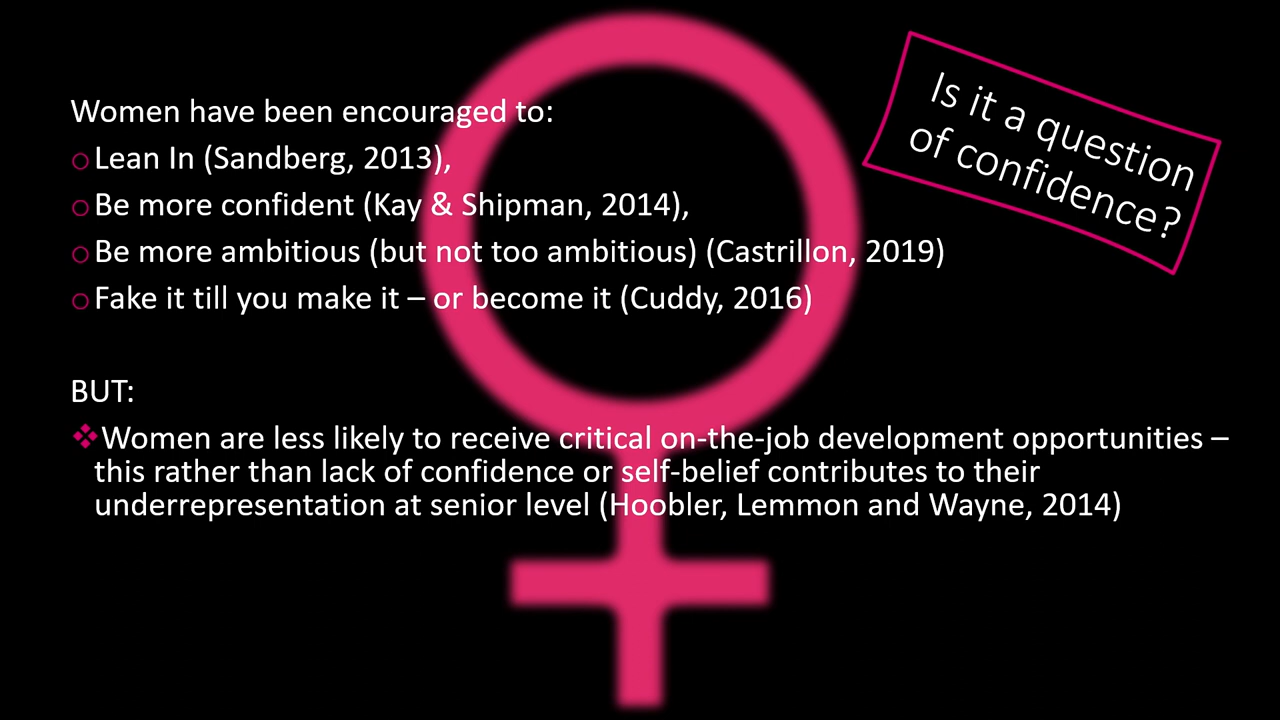 Is it a question
of confidence?
Women have been encouraged to:
Lean In (Sandberg, 2013),
Be more confident (Kay & Shipman, 2014),
Be more ambitious (but not too ambitious) (Castrillon, 2019)
Fake it till you make it – or become it (Cuddy, 2016)
BUT:
❖Women are less likely to receive critical on-the-job development opportunities –
this rather than lack of confidence or self-belief contributes to their
underrepresentation at senior level (Hoobler, Lemmon and Wayne, 2014)